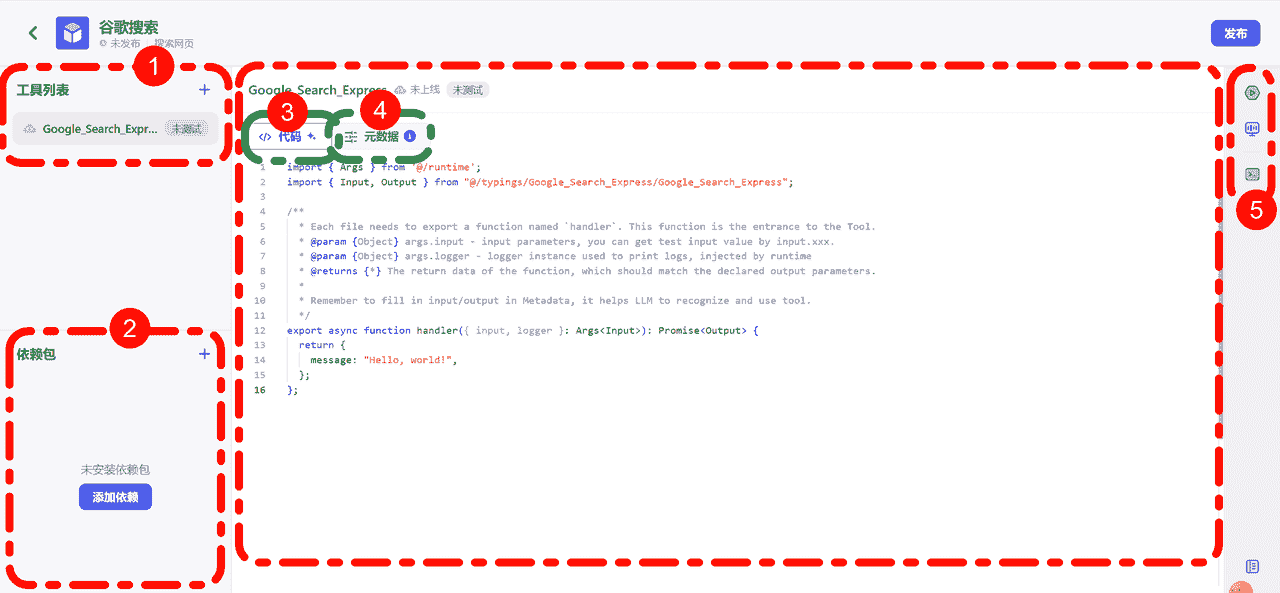 谷歌搜索
未发布 | 探索网页
发布
1
工具列表 +
Google_Search_Expr... 未测试
2
依赖包 +
未安装依赖包
添加依赖
Google_Search_Express 未上线 未测试
3
4
</> 代码
元数据
1 import { Args } from '@/runtime';
2 import { Input, Output } from "@/typings/Google_Search_Express/Google_Search_Express";
3
4 /**
5 * Each file needs to export a function named `handler`. This function is the entrance to the Tool.
6 * @param {Object} args.input - input parameters, you can get test input value by input.xxx.
7 * @param {Object} args.logger - logger instance used to print logs, injected by runtime
8 * @returns {*} The return data of the function, which should match the declared output parameters.
9 *
10 * Remember to fill in input/output in Metadata, it helps LLM to recognize and use tool.
11 */
12 export async function handler({ input, logger }: Args<Input>): Promise<Output> {
13 return {
14 message: "Hello, world!",
15 };
16 };
5